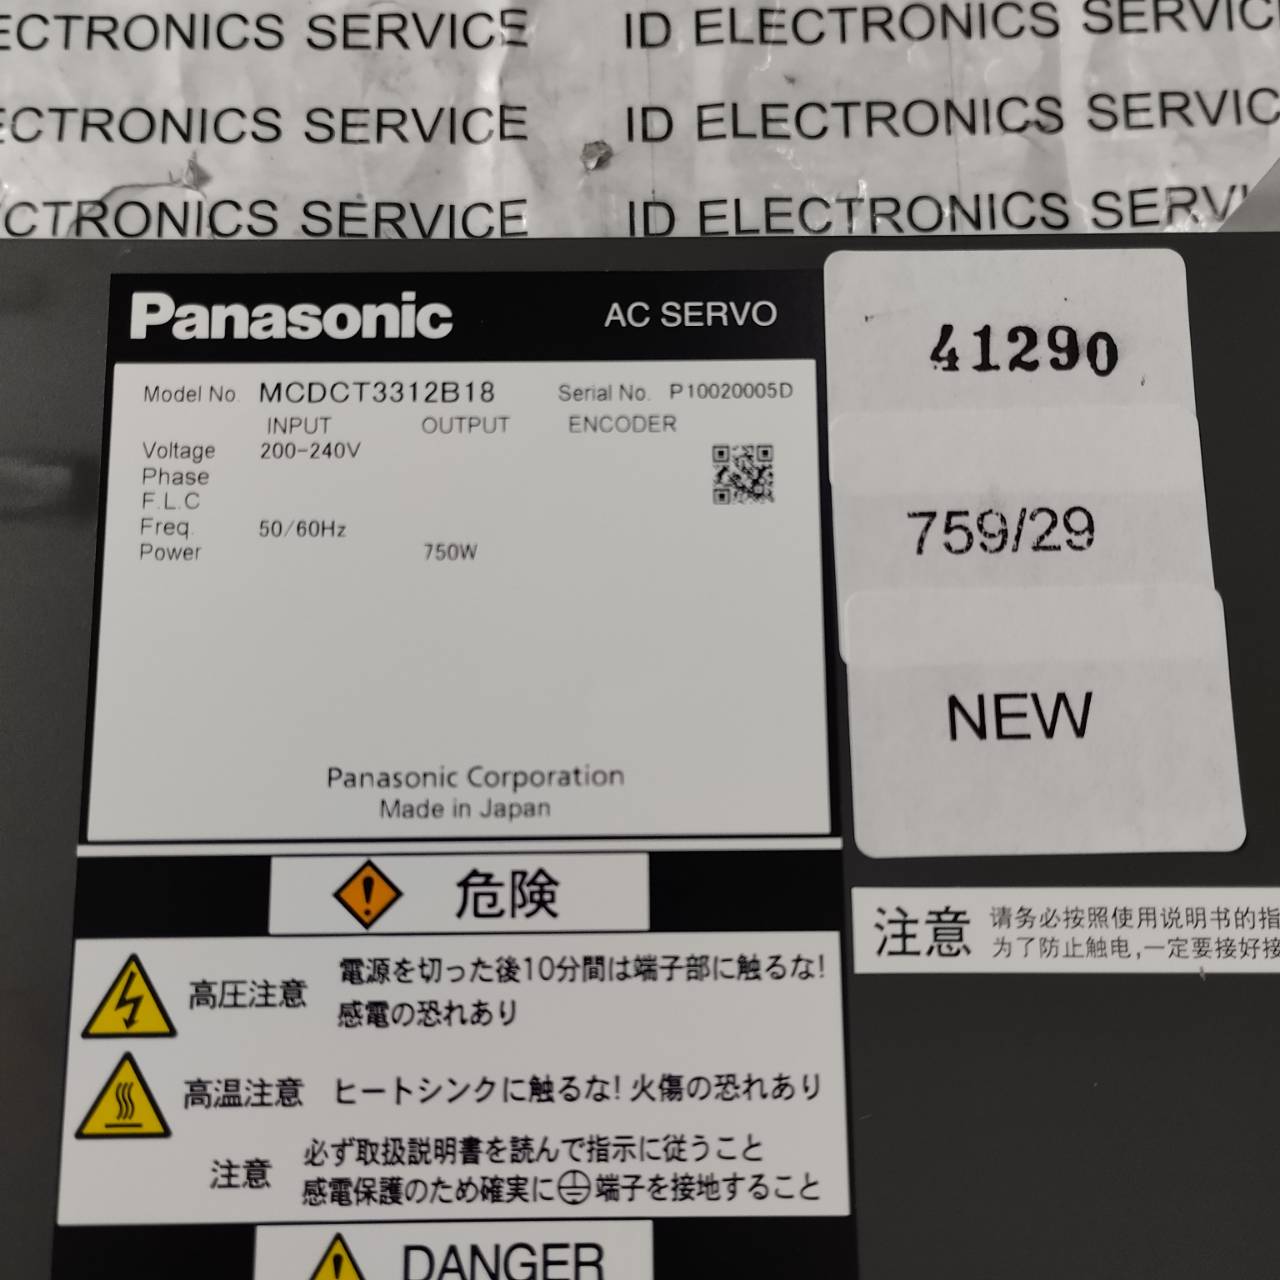 ECTRONICS SERVICE ID ELECTRONICS SERVIC
ECTRONICS SERVICE ID ELECTRONICS SERVIC
CTRONICS SERVICE ID ELECTRONICS SERVI
Panasonic AC SERVO
Model No. MCDCT3312B18 Serial No. P10020005D
INPUT OUTPUT ENCODER
Voltage 200-240V
Phase
F.L.C
Freq. 50/60Hz
Power 750W
Panasonic Corporation
Made in Japan
41290
759/29
NEW
危険
高圧注意 電源を切った後10分間は端子部に触るな!
感電の恐れあり
高温注意 ヒートシンクに触るな!火傷の恐れあり
注意 必ず取扱説明書を読んで指示に従うこと
感電保護のため確実に⏚端子を接地すること
DANGER
注意 请务必按照使用说明书的指
为了防止触电,一定要接好接